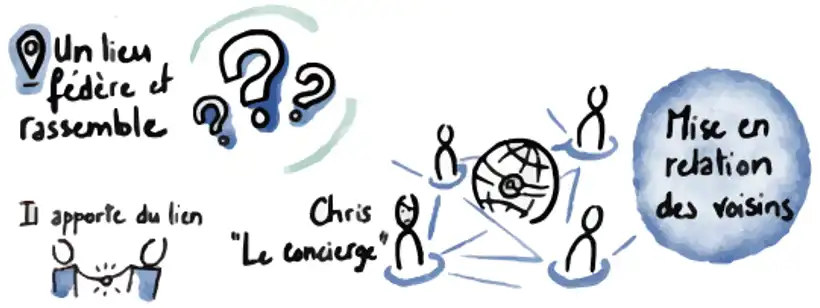 Un lieu
fédère et
rassemble
? ? ?
Il apporte du lien
Chris
"Le concierge"
@
Mise en
relation
des voisins